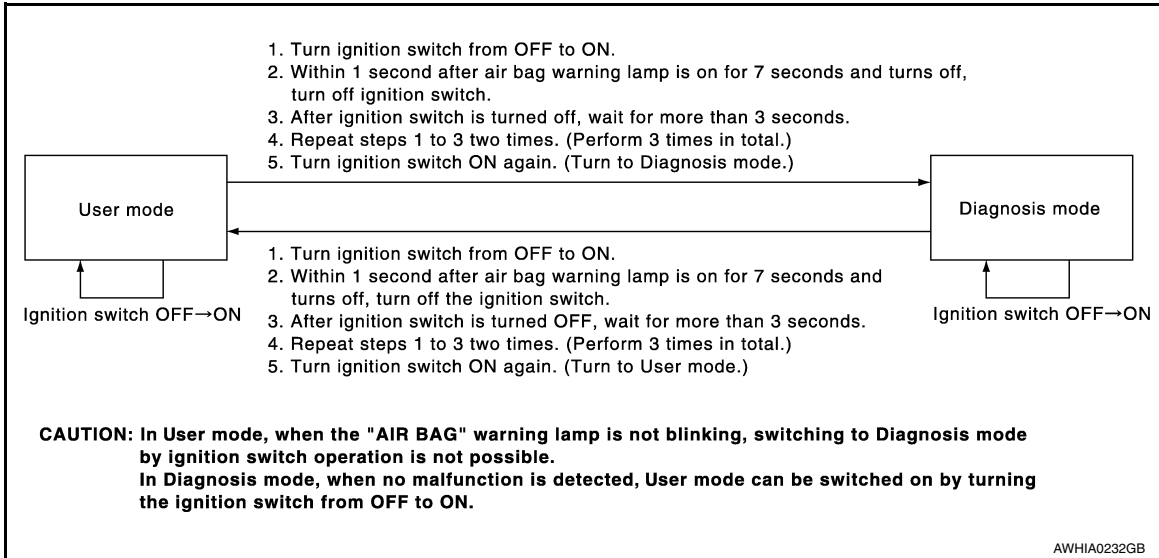 1. Turn ignition switch from OFF to ON.
2. Within 1 second after air bag warning lamp is on for 7 seconds and turns off,
turn off ignition switch.
3. After ignition switch is turned off, wait for more than 3 seconds.
4. Repeat steps 1 to 3 two times. (Perform 3 times in total.)
5. Turn ignition switch ON again. (Turn to Diagnosis mode.)
User mode
Diagnosis mode
1. Turn ignition switch from OFF to ON.
2. Within 1 second after air bag warning lamp is on for 7 seconds and
turns off, turn off the ignition switch.
3. After ignition switch is turned OFF, wait for more than 3 seconds.
4. Repeat steps 1 to 3 two times. (Perform 3 times in total.)
5. Turn ignition switch ON again. (Turn to User mode.)
Ignition switch OFF→ON
Ignition switch OFF→ON
CAUTION: In User mode, when the "AIR BAG" warning lamp is not blinking, switching to Diagnosis mode
by ignition switch operation is not possible.
In Diagnosis mode, when no malfunction is detected, User mode can be switched on by turning
the ignition switch from OFF to ON.
AWHIA0232GB